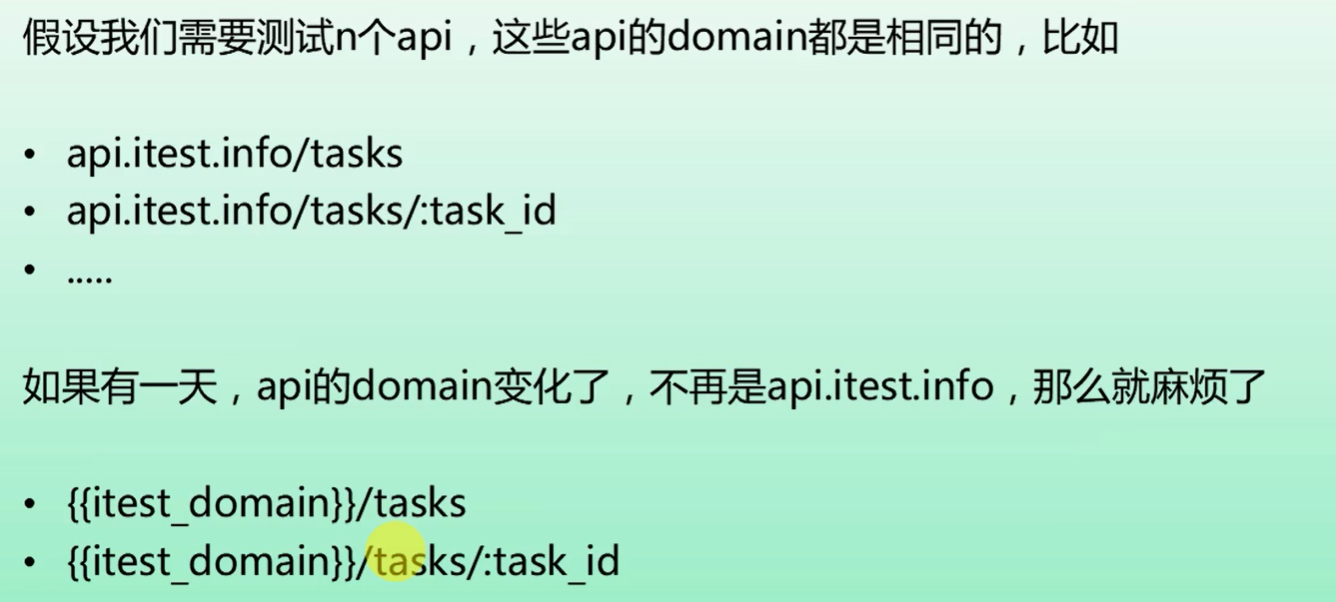 假设我们需要测试n个api，这些api的domain都是相同的，比如
• api.itest.info/tasks
• api.itest.info/tasks/:task_id
• .....
如果有一天，api的domain变化了，不再是api.itest.info，那么就麻烦了
• {{itest_domain}}/tasks
• {{itest_domain}}/tasks/:task_id